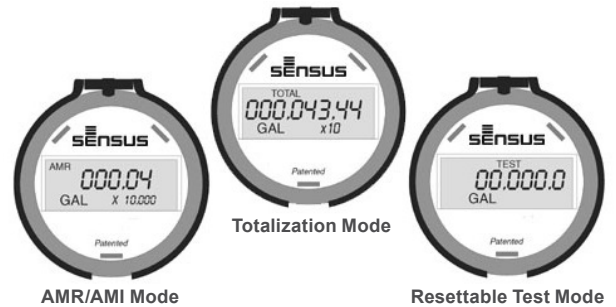 sensus
TOTAL
000.043.44
GAL x10
Patented
Totalization Mode
sensus
AMR
000.04
GAL X 10.000
Patented
AMR/AMI Mode
sensus
TEST
00.000.0
GAL
Patented
Resettable Test Mode